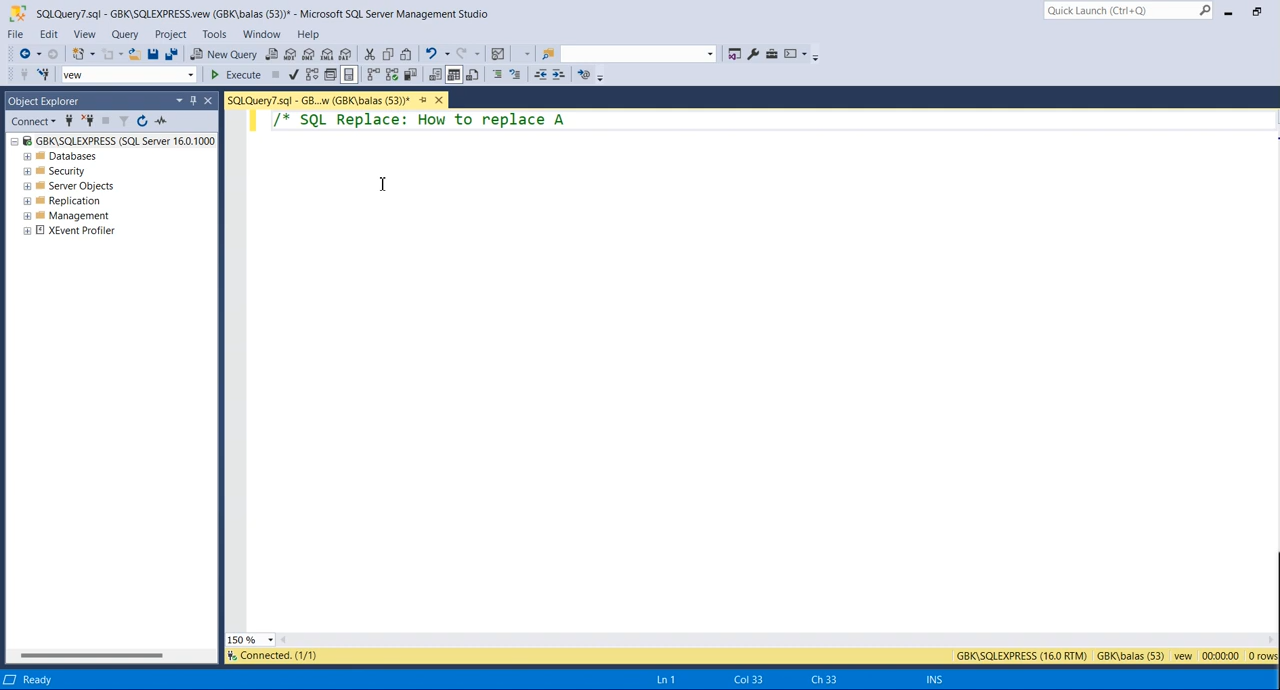 SQLQuery7.sql - GBK\SQLEXPRESS.vew (GBK\balas (53))* - Microsoft SQL Server Management Studio
Quick Launch (Ctrl+Q)
File Edit View Query Project Tools Window Help
New Query
vew
Execute
Object Explorer
SQLQuery7.sql - GB...w (GBK\balas (53))*
Connect
/* SQL Replace: How to replace A
GBK\SQLEXPRESS (SQL Server 16.0.1000
Databases
Security
Server Objects
Replication
Management
XEvent Profiler
150 %
Connected. (1/1)
GBK\SQLEXPRESS (16.0 RTM) GBK\balas (53) vew 00:00:00 0 rows
Ready
Ln 1
Col 33
Ch 33
INS